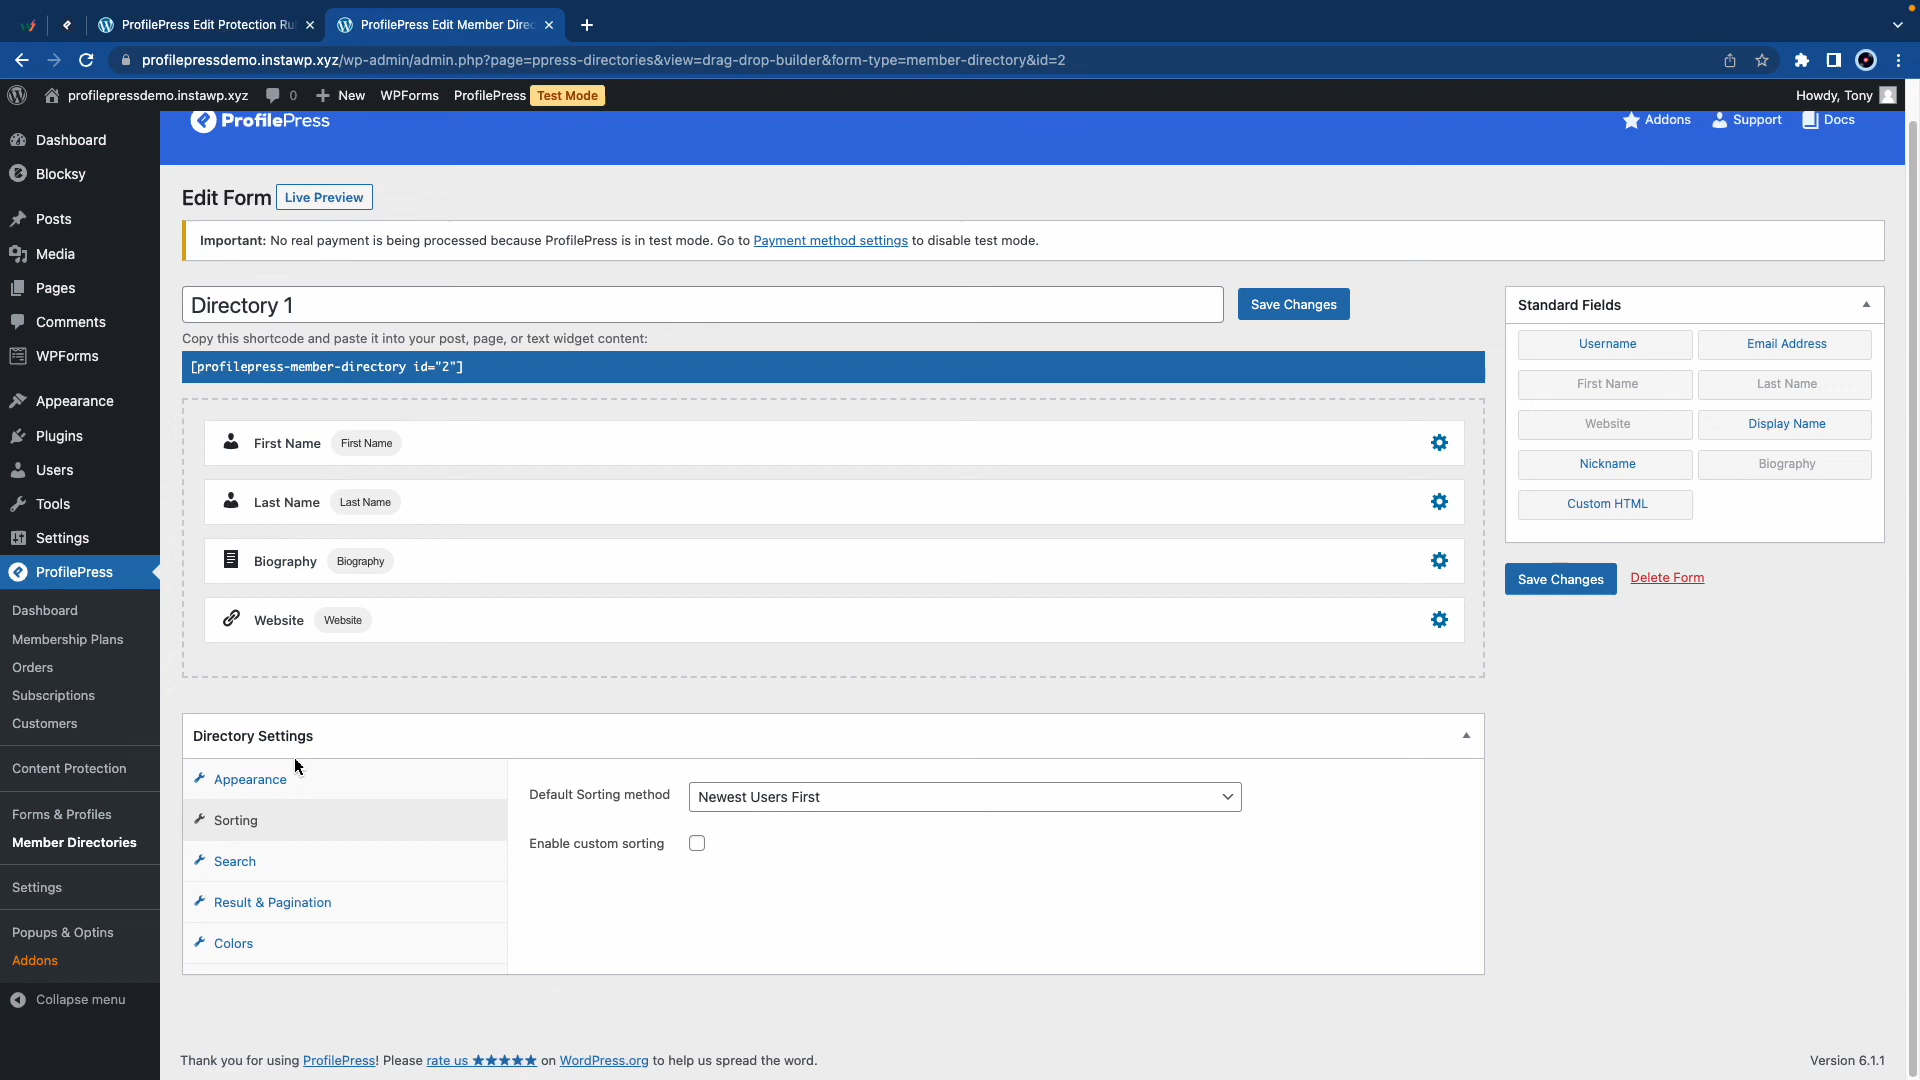 ProfilePress Edit Protection Ru
ProfilePress Edit Member Direc
profilepressdemo.instawp.xyz/wp-admin/admin.php?page=ppress-directories&view=drag-drop-builder&form-type=member-directory&id=2
profilepressdemo.instawp.xyz 0 New WPForms ProfilePress Test Mode Howdy, Tony
Dashboard
Blocksy
Posts
Media
Pages
Comments
WPForms
Appearance
Plugins
Users
Tools
Settings
ProfilePress
Dashboard
Membership Plans
Orders
Subscriptions
Customers
Content Protection
Forms & Profiles
Member Directories
Settings
Popups & Optins
Addons
Collapse menu
ProfilePress
Addons Support Docs
Edit Form Live Preview
Important: No real payment is being processed because ProfilePress is in test mode. Go to Payment method settings to disable test mode.
Directory 1 Save Changes
Copy this shortcode and paste it into your post, page, or text widget content:
[profilepress-member-directory id="2"]
First Name First Name
Last Name Last Name
Biography Biography
Website Website
Directory Settings
Appearance
Sorting
Search
Result & Pagination
Colors
Default Sorting method Newest Users First
Enable custom sorting
Standard Fields
Username Email Address
First Name Last Name
Website Display Name
Nickname Biography
Custom HTML
Save Changes Delete Form
Thank you for using ProfilePress! Please rate us ★★★★★ on WordPress.org to help us spread the word.
Version 6.1.1